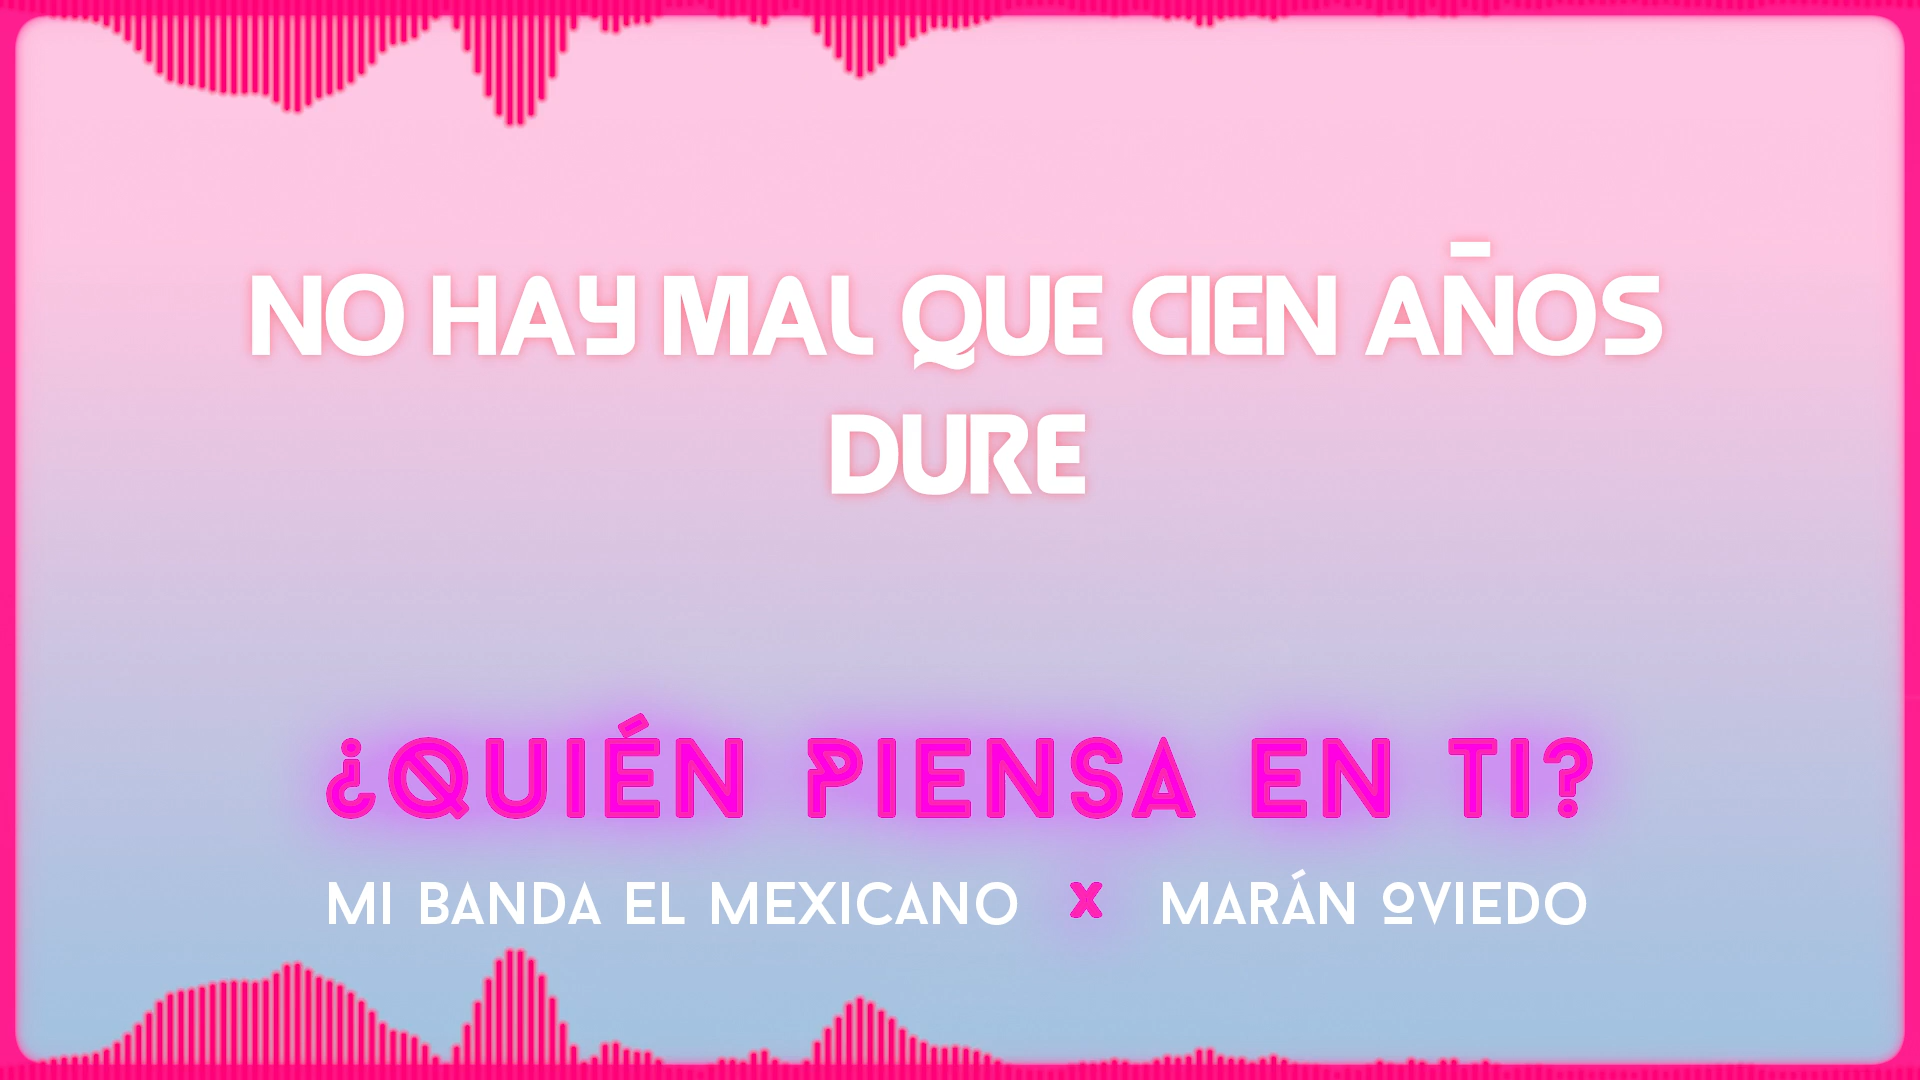 NO HAY MAL QUE CIEN AÑOS
DURE
¿QUIÉN PIENSA EN TI?
MI BANDA EL MEXICANO X MARÁN OVIEDO